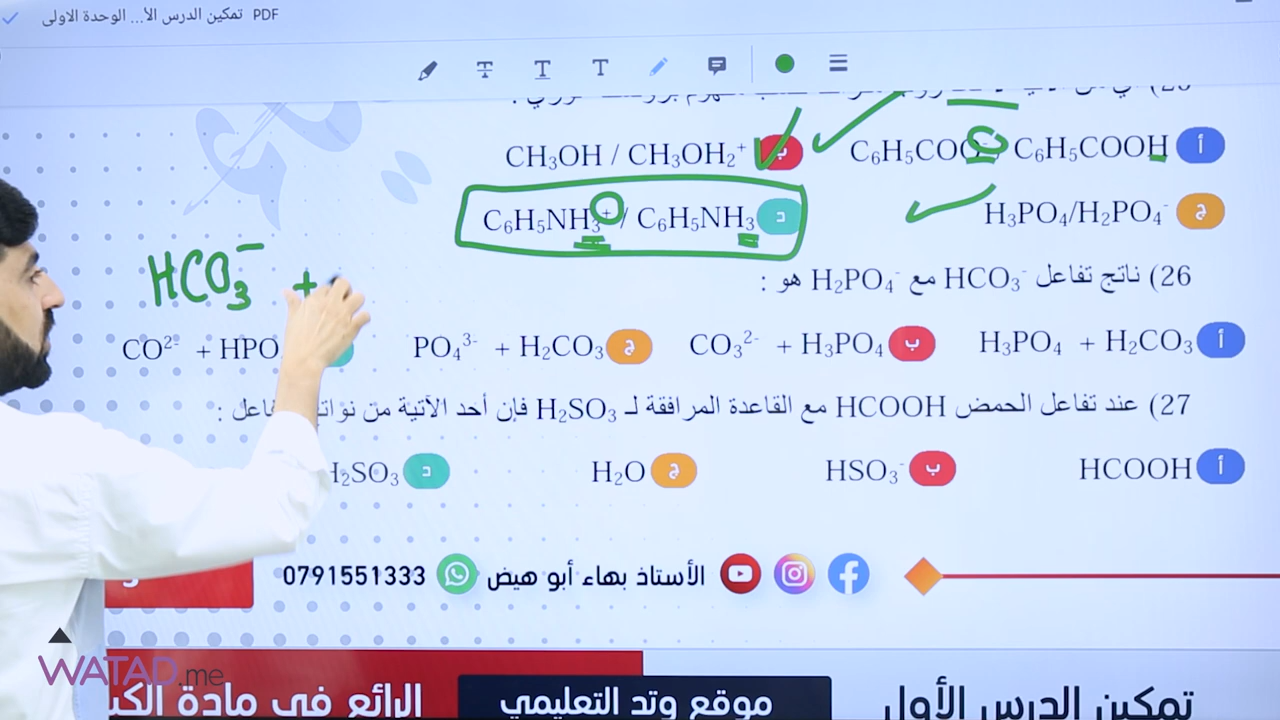 PDF تمكين الدرس الأ... الوحدة الاولى
أ C₆H₅COO⁻/ C₆H₅COOH
ب CH₃OH / CH₃OH₂⁺
ج H₃PO₄/H₂PO₄⁻
د C₆H₅NH₃⁺ / C₆H₅NH₃
HCO₃⁻ +
26) ناتج تفاعل HCO₃⁻ مع H₂PO₄⁻ هو :
أ H₃PO₄ + H₂CO₃
ب CO₃²⁻ + H₃PO₄
ج PO₄³⁻ + H₂CO₃
CO²⁻ + HPO
27) عند تفاعل الحمض HCOOH مع القاعدة المرافقة لـ H₂SO₃ فإن أحد الآتية من
أ HCOOH
ب HSO₃⁻
ج H₂O
د H₂SO₃
الأستاذ بهاء أبو هيض 0791551333
WATAD.me
تمكين الدرس الأول
موقع وتد التعليمي
الرائع في مادة